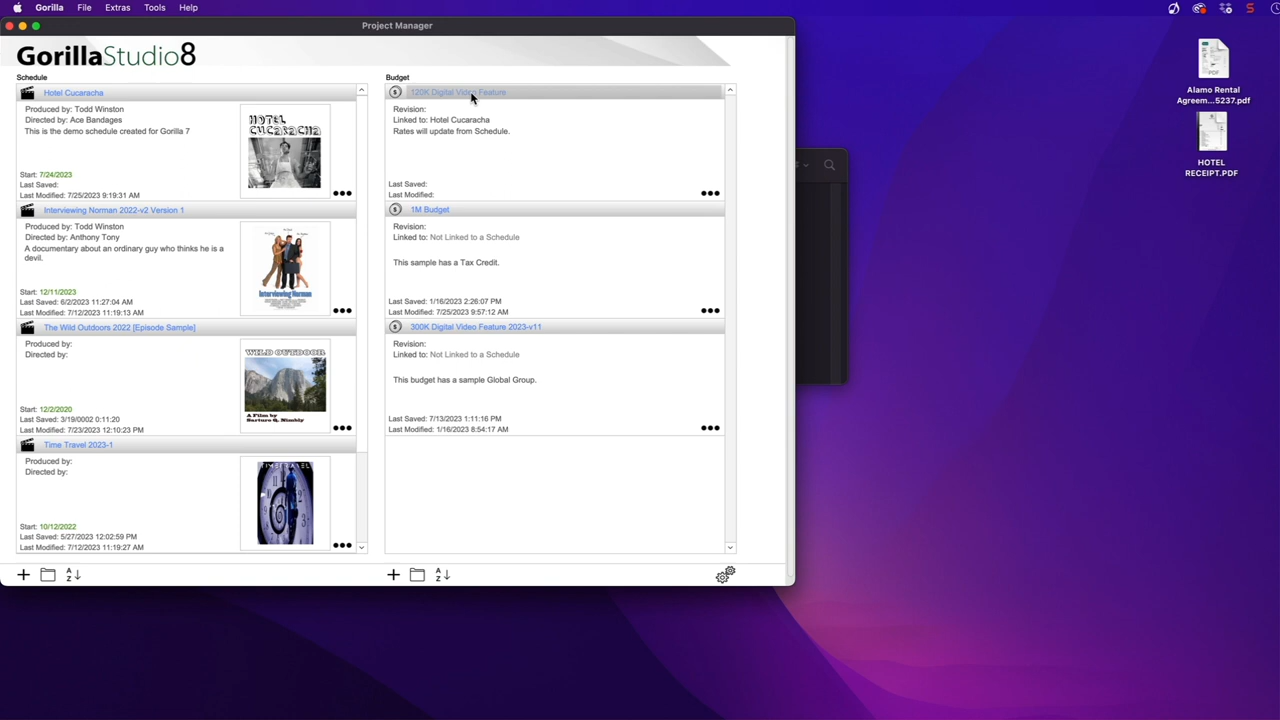 Gorilla File Extras Tools Help
Project Manager
GorillaStudio8
Schedule
Hotel Cucaracha
Produced by: Todd Winston
Directed by: Ace Bandages
This is the demo schedule created for Gorilla 7
HOTEL
CUCARACHA
Start: 7/24/2023
Last Saved:
Last Modified: 7/25/2023 9:19:31 AM
Interviewing Norman 2022-v2 Version 1
Produced by: Todd Winston
Directed by: Anthony Tony
A documentary about an ordinary guy who thinks he is a
devil.
Interviewing Norman
Start: 12/11/2023
Last Saved: 6/2/2023 11:27:04 AM
Last Modified: 7/12/2023 11:19:13 AM
The Wild Outdoors 2022 [Episode Sample]
Produced by:
Directed by:
WILD OUTDOOR
A Film by
Sarturo Q. Nimbly
Start: 12/2/2020
Last Saved: 3/19/0002 0:11:20
Last Modified: 7/23/2023 12:10:23 PM
Time Travel 2023-1
Produced by:
Directed by:
TIME TRAVEL
Start: 10/12/2022
Last Saved: 5/27/2023 12:02:59 PM
Last Modified: 7/12/2023 11:19:27 AM
Budget
120K Digital Video Feature
Revision:
Linked to: Hotel Cucaracha
Rates will update from Schedule.
Last Saved:
Last Modified:
1M Budget
Revision:
Linked to: Not Linked to a Schedule
This sample has a Tax Credit.
Last Saved: 1/16/2023 2:26:07 PM
Last Modified: 7/25/2023 9:57:12 AM
300K Digital Video Feature 2023-v11
Revision:
Linked to: Not Linked to a Schedule
This budget has a sample Global Group.
Last Saved: 7/13/2023 1:11:16 PM
Last Modified: 1/16/2023 8:54:17 AM
A
Z
A
Z
PDF
Alamo Rental
Agreem...5237.pdf
HOTEL
RECEIPT.PDF